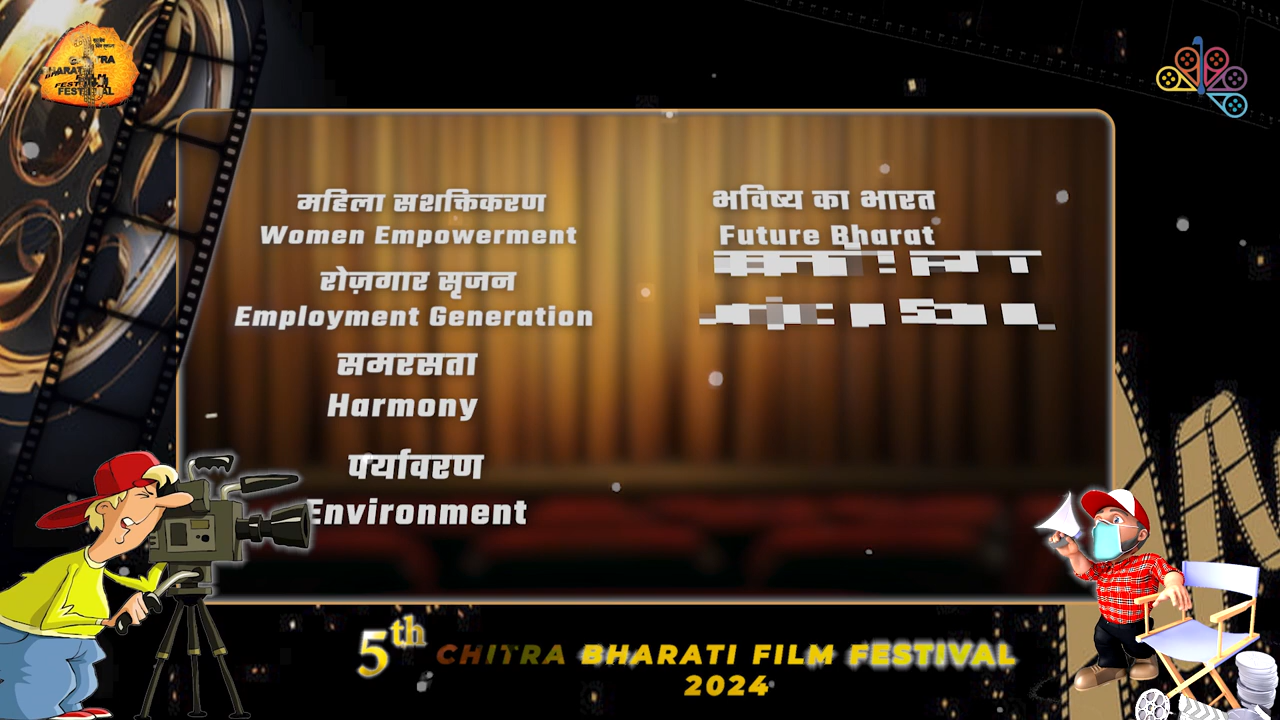 महिला सशक्तिकरण
Women Empowerment
रोज़गार सृजन
Employment Generation
समरसता
Harmony
पर्यावरण
Environment
भविष्य का भारत
Future Bharat
5th CHITRA BHARATI FILM FESTIVAL
2024